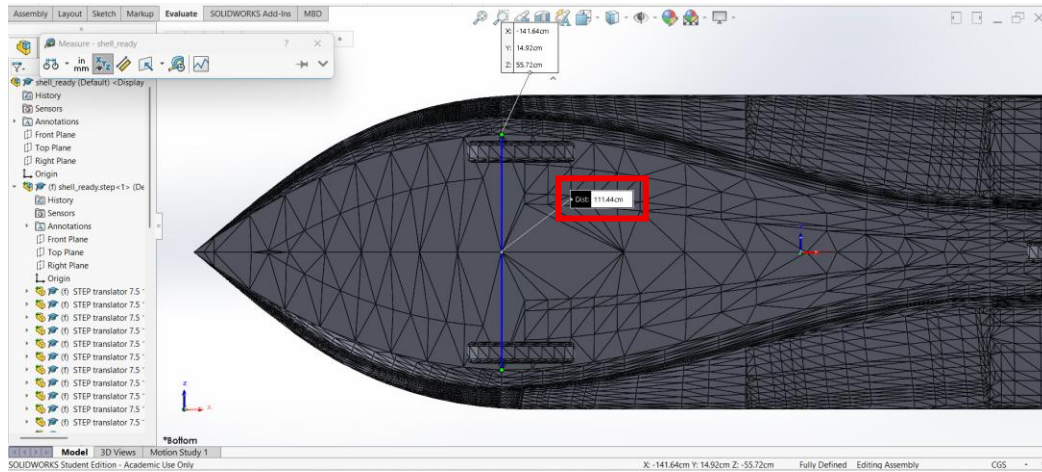 Assembly Layout Sketch Markup Evaluate SOLIDWORKS Add-Ins MBD
Measure - shell_ready ? ×
in
mm
XYZ
shell_ready (Default) <Display
History
Sensors
Annotations
Front Plane
Top Plane
Right Plane
Origin
(f) shell_ready.step<1> (De
History
Sensors
Annotations
Front Plane
Top Plane
Right Plane
Origin
(f) STEP translator 7.5
(f) STEP translator 7.5
(f) STEP translator 7.5
(f) STEP translator 7.5
(f) STEP translator 7.5
(f) STEP translator 7.5
(f) STEP translator 7.5
(f) STEP translator 7.5
(f) STEP translator 7.5
(f) STEP translator 7.5
(f) STEP translator 7.5
X: -141.64cm
Y: 14.92cm
Z: 55.72cm
Dist: 111.44cm
z
x
*Bottom
Model 3D Views Motion Study 1
SOLIDWORKS Student Edition - Academic Use Only X: -141.64cm Y: 14.92cm Z: -55.72cm Fully Defined Editing Assembly CGS